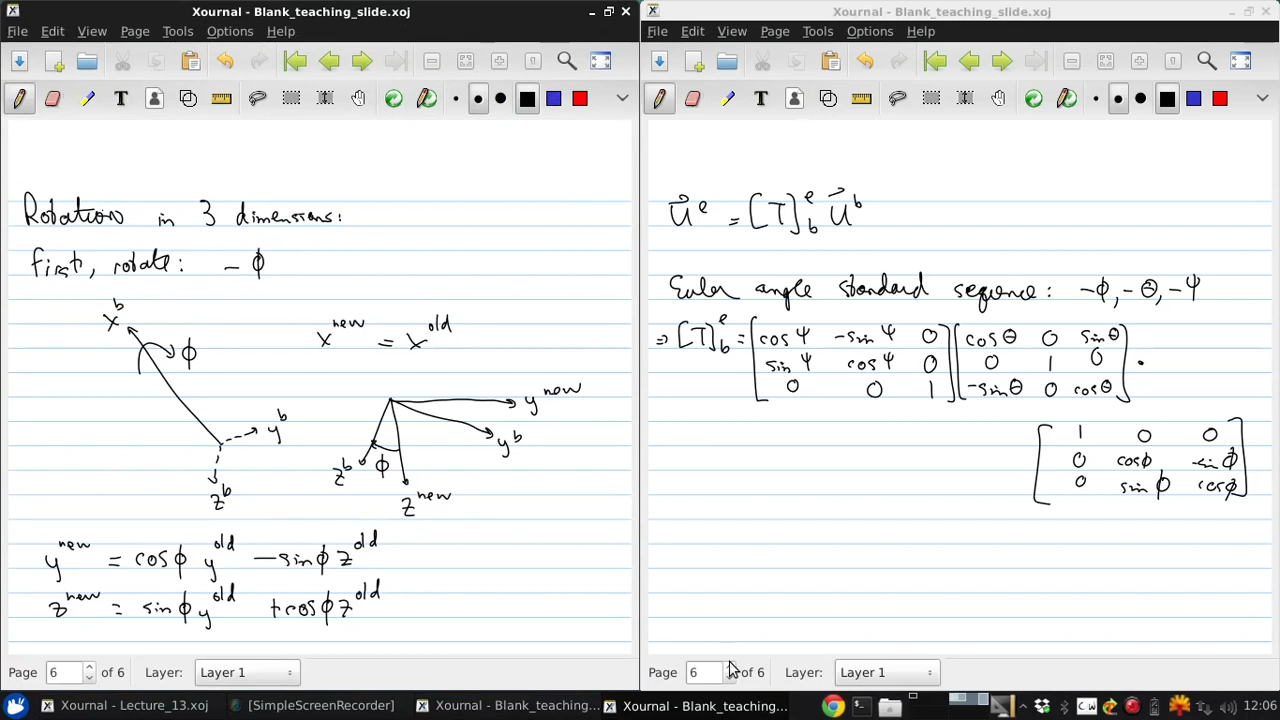 Xournal - Blank_teaching_slide.xoj
File Edit View Page Tools Options Help
Rotation in 3 dimensions:
First, rotate: -ϕ
x^b
ϕ
y^b
z^b
x^new = x^old
y^new
y^b
z^b
ϕ
z^new
y^new = cosϕ y^old -sinϕ z^old
z^new = sinϕ y^old +cosϕ z^old
Page 6 of 6 Layer: Layer 1
Xournal - Blank_teaching_slide.xoj
File Edit View Page Tools Options Help
U⃗^e = [T]_b^e U⃗^b
Euler angle standard sequence: -ϕ, -Θ, -Ψ
⇒ [T]_b^e = [cosΨ -sinΨ 0] [cosΘ 0 sinΘ] ·
[sinΨ cosΨ 0] [0 1 0]
[0 0 1] [-sinΘ 0 cosΘ]
[1 0 0]
[0 cosϕ -sinϕ]
[0 sinϕ cosϕ]
Page 6 of 6 Layer: Layer 1
Xournal - Lecture_13.xoj [SimpleScreenRecorder] Xournal - Blank_teaching... Xournal - Blank_teaching... CW 12:06